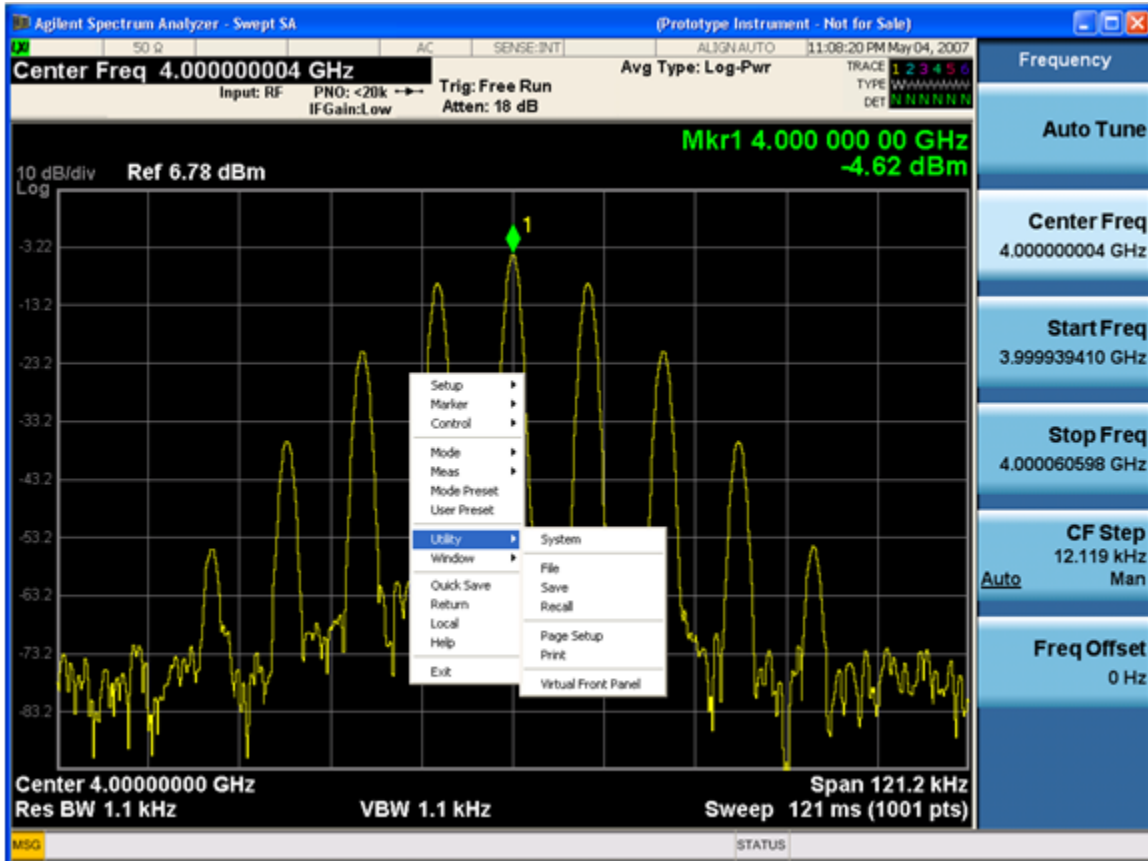 Agilent Spectrum Analyzer - Swept SA (Prototype Instrument - Not for Sale)
LXI 50 Ω AC SENSE:INT ALIGN AUTO 11:08:20 PM May 04, 2007
Center Freq 4.000000004 GHz
Input: RF
PNO: <20k
IFGain:Low
Trig: Free Run
Atten: 18 dB
Avg Type: Log-Pwr
TRACE 1 2 3 4 5 6
TYPE
DET N N N N N N
Mkr1 4.000 000 00 GHz
-4.62 dBm
10 dB/div Ref 6.78 dBm
Log
1
-3.22
-13.2
-23.2
-33.2
-43.2
-53.2
-63.2
-73.2
-83.2
Setup
Marker
Control
Mode
Meas
Mode Preset
User Preset
Utility
Window
Quick Save
Return
Local
Help
Exit
System
File
Save
Recall
Page Setup
Print
Virtual Front Panel
Center 4.00000000 GHz Span 121.2 kHz
Res BW 1.1 kHz VBW 1.1 kHz Sweep 121 ms (1001 pts)
MSG STATUS
Frequency
Auto Tune
Center Freq
4.000000004 GHz
Start Freq
3.999939410 GHz
Stop Freq
4.000060598 GHz
CF Step
12.119 kHz
Auto Man
Freq Offset
0 Hz